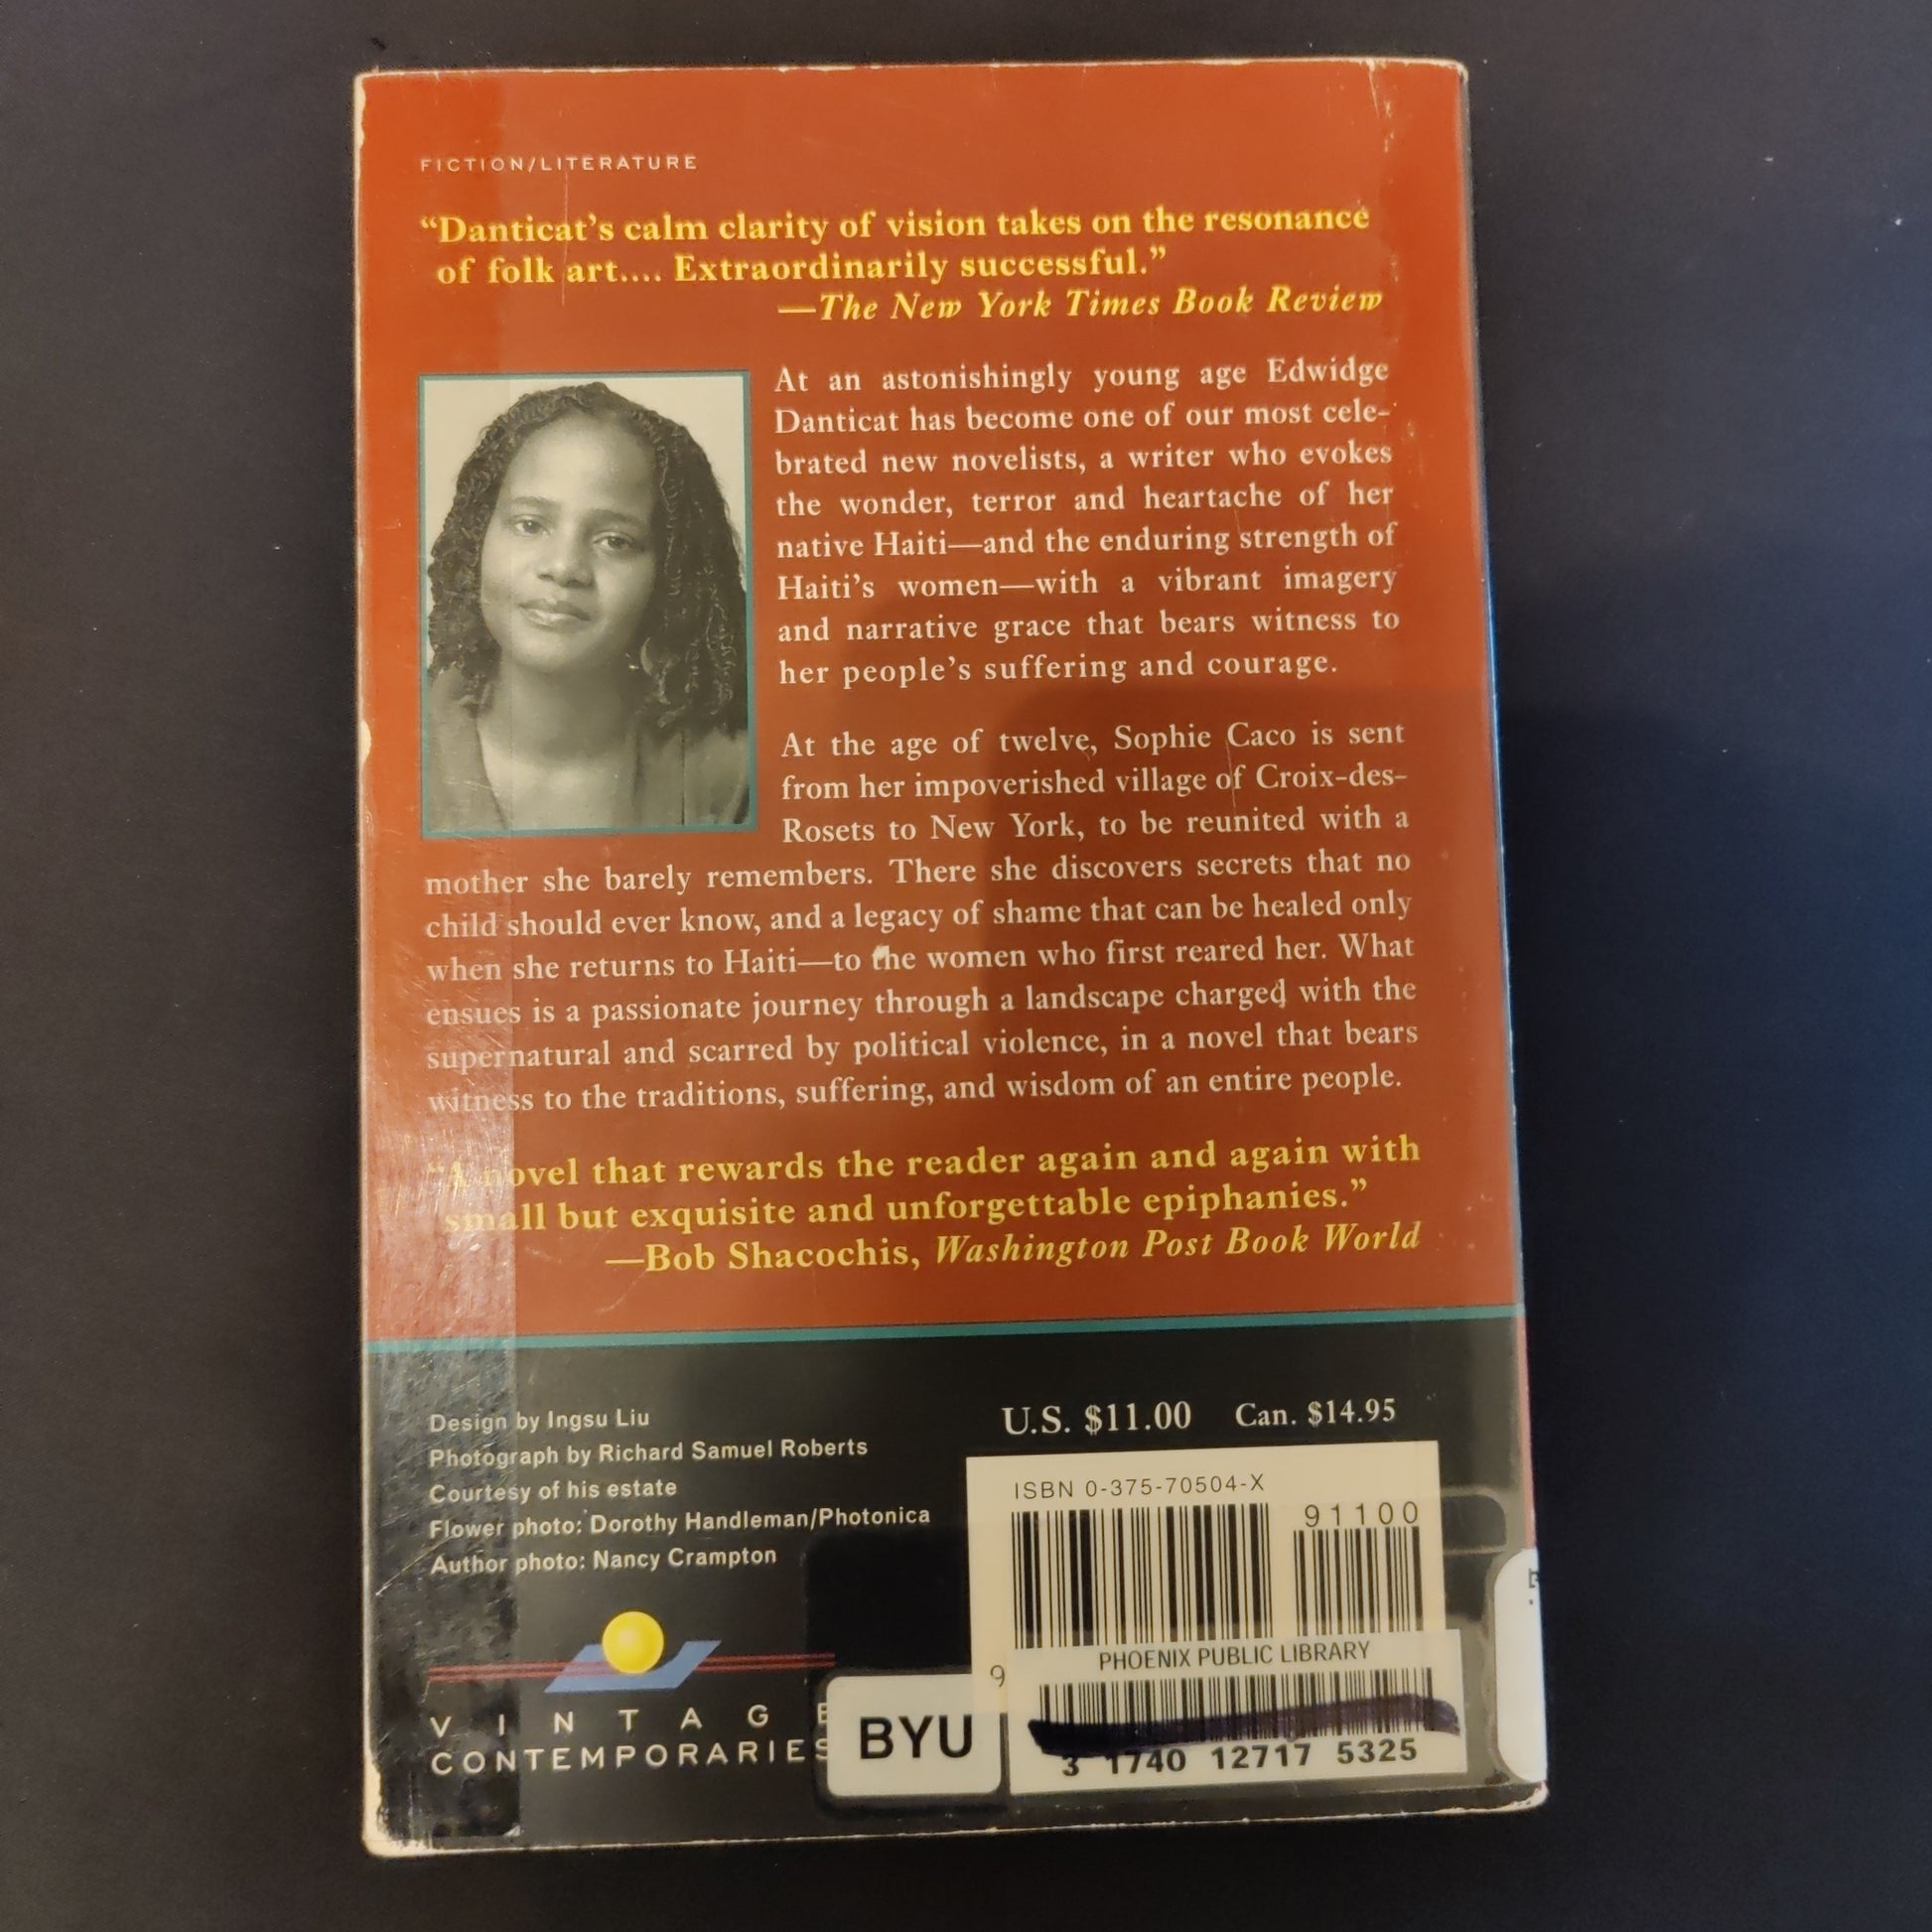 FICTION/LITERATURE
“Danticat’s calm clarity of vision takes on the resonance
of folk art.... Extraordinarily successful.”
—The New York Times Book Review
At an astonishingly young age Edwidge
Danticat has become one of our most cele-
brated new novelists, a writer who evokes
the wonder, terror and heartache of her
native Haiti—and the enduring strength of
Haiti’s women—with a vibrant imagery
and narrative grace that bears witness to
her people’s suffering and courage.
At the age of twelve, Sophie Caco is sent
from her impoverished village of Croix-des-
Rosets to New York, to be reunited with a
mother she barely remembers. There she discovers secrets that no
child should ever know, and a legacy of shame that can be healed only
when she returns to Haiti—to the women who first reared her. What
ensues is a passionate journey through a landscape charged with the
supernatural and scarred by political violence, in a novel that bears
witness to the traditions, suffering, and wisdom of an entire people.
“A novel that rewards the reader again and again with
small but exquisite and unforgettable epiphanies.”
—Bob Shacochis, Washington Post Book World
Design by Ingsu Liu
Photograph by Richard Samuel Roberts
Courtesy of his estate
Flower photo: Dorothy Handleman/Photonica
Author photo: Nancy Crampton
VINTAGE
CONTEMPORARIES
U.S. $11.00 Can. $14.95
ISBN 0-375-70504-X
91100
9
PHOENIX PUBLIC LIBRARY
3 1740 12717 5325
BYU